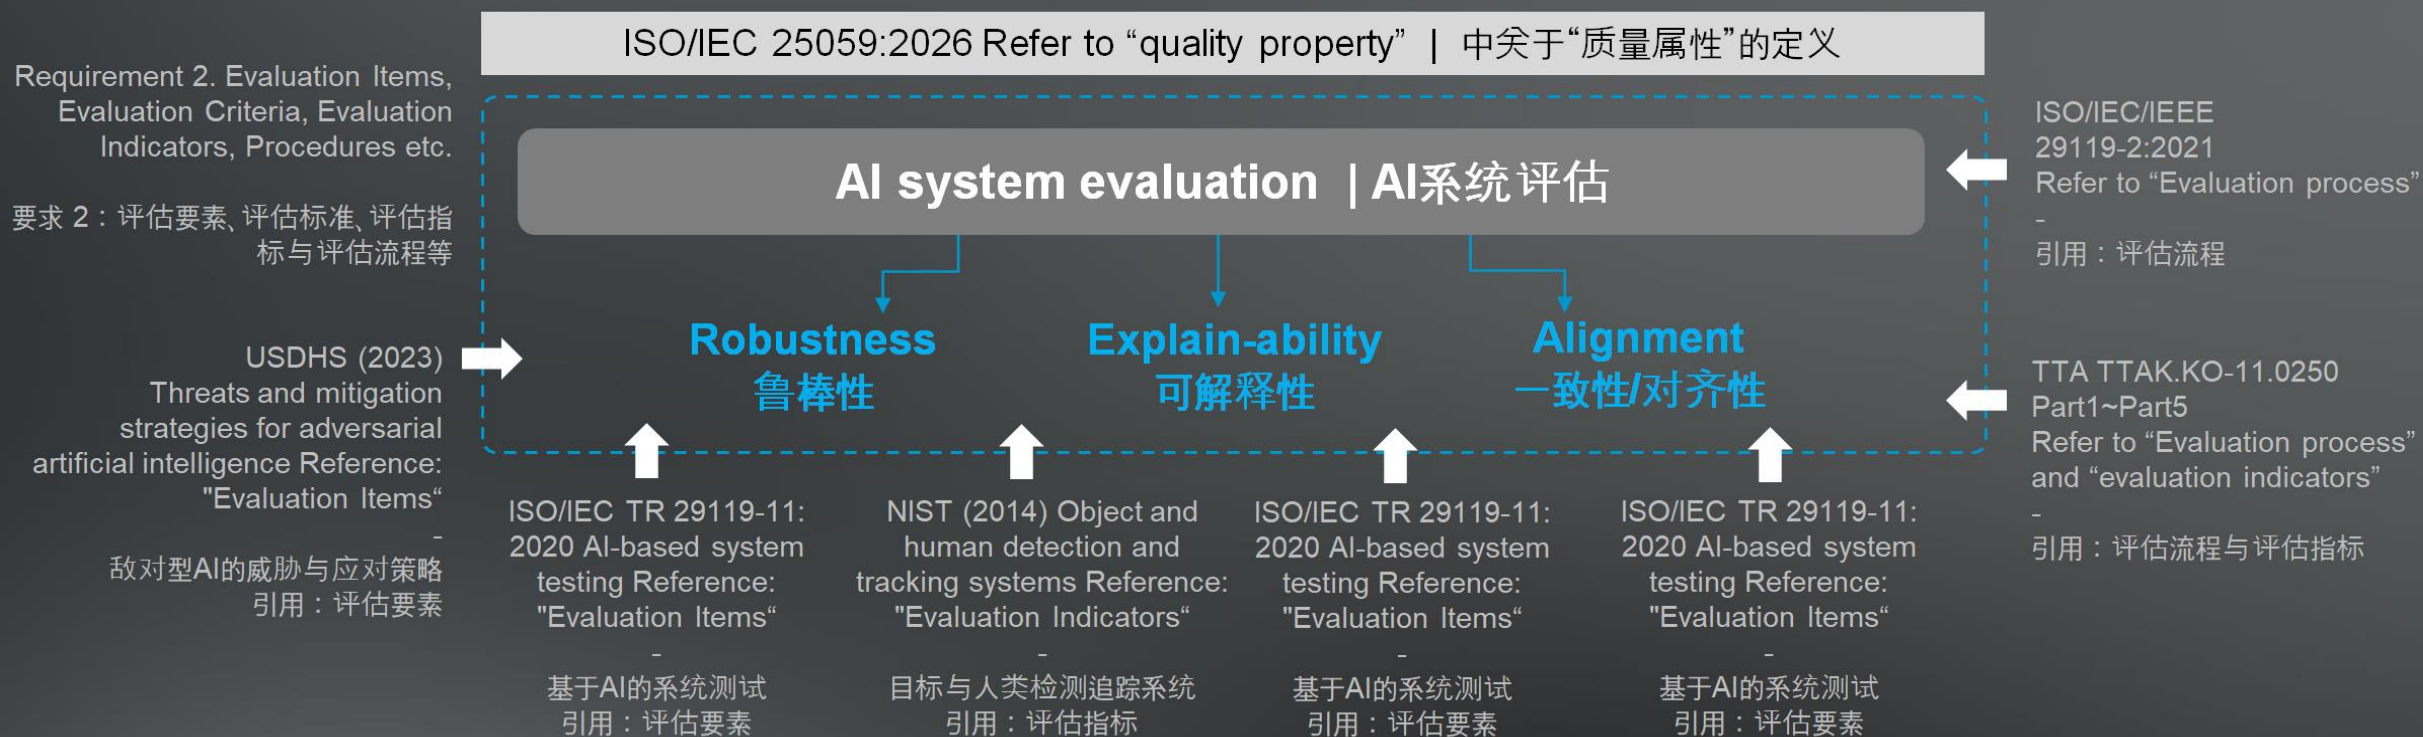 ISO/IEC 25059:2026 Refer to “quality property” | 中关于“质量属性”的定义
Requirement 2. Evaluation Items,
Evaluation Criteria, Evaluation
Indicators, Procedures etc.
要求 2：评估要素、评估标准、评估指
标与评估流程等
AI system evaluation | AI系统评估
ISO/IEC/IEEE
29119-2:2021
Refer to “Evaluation process”
-
引用：评估流程
Robustness
鲁棒性
Explain-ability
可解释性
Alignment
一致性/对齐性
USDHS (2023)
Threats and mitigation
strategies for adversarial
artificial intelligence Reference:
"Evaluation Items“
-
敌对型AI的威胁与应对策略
引用：评估要素
TTA TTAK.KO-11.0250
Part1~Part5
Refer to “Evaluation process”
and “evaluation indicators”
-
引用：评估流程与评估指标
ISO/IEC TR 29119-11:
2020 AI-based system
testing Reference:
"Evaluation Items“
-
基于AI的系统测试
引用：评估要素
NIST (2014) Object and
human detection and
tracking systems Reference:
"Evaluation Indicators“
-
目标与人类检测追踪系统
引用：评估指标
ISO/IEC TR 29119-11:
2020 AI-based system
testing Reference:
"Evaluation Items“
-
基于AI的系统测试
引用：评估要素
ISO/IEC TR 29119-11:
2020 AI-based system
testing Reference:
"Evaluation Items“
-
基于AI的系统测试
引用：评估要素